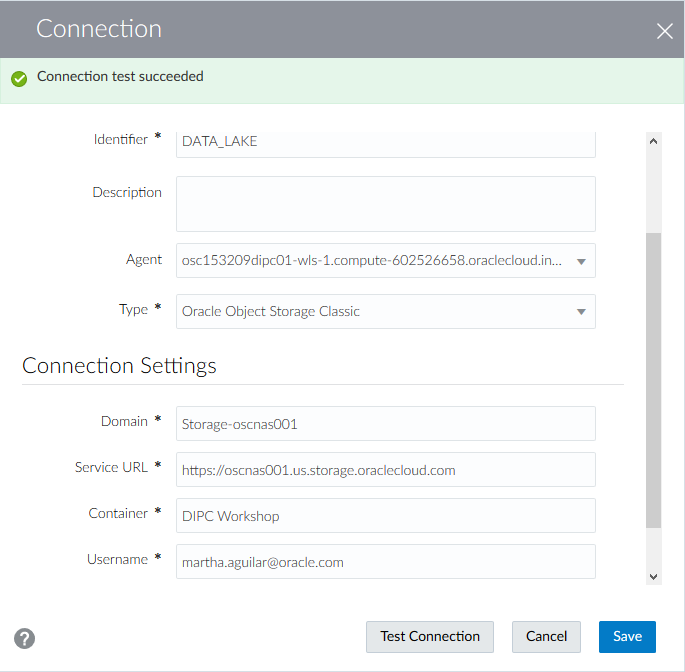 Connection
Connection test succeeded
Identifier * DATA_LAKE
Description
Agent osc153209dipc01-wls-1.compute-602526658.oraclecloud.in...
Type * Oracle Object Storage Classic
Connection Settings
Domain * Storage-oscnas001
Service URL * https://oscnas001.us.storage.oraclecloud.com
Container * DIPC Workshop
Username * martha.aguilar@oracle.com
? Test Connection Cancel Save